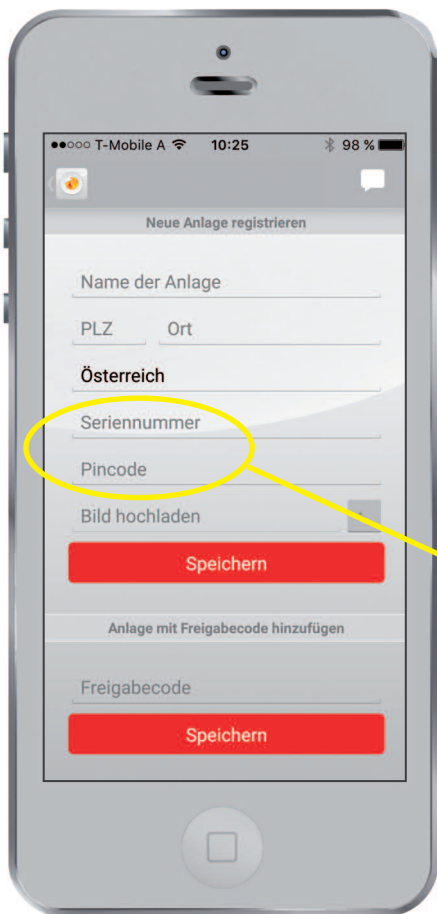 ●●○○○ T-Mobile A 10:25 98 %
Neue Anlage registrieren
Name der Anlage
PLZ Ort
Österreich
Seriennummer
Pincode
Bild hochladen
Speichern
Anlage mit Freigabecode hinzufügen
Freigabecode
Speichern